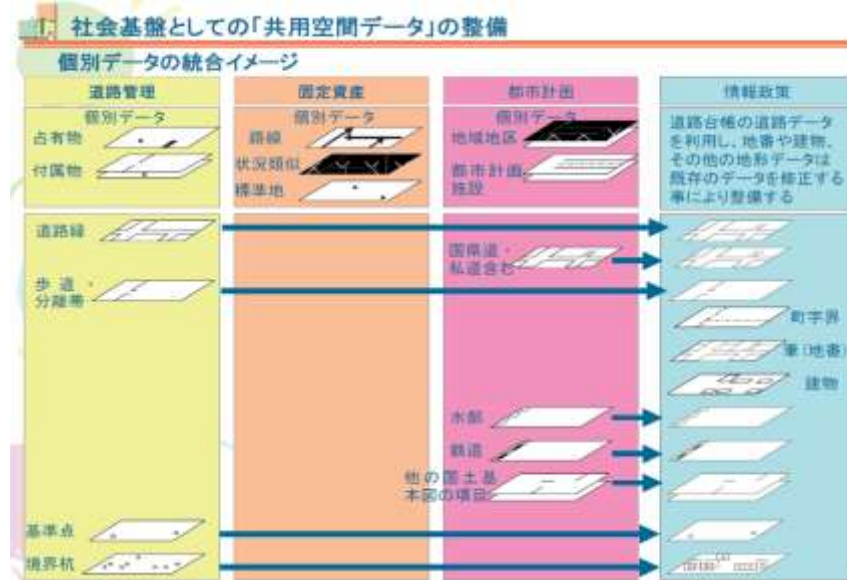 1. 社会基盤としての「共用空間データ」の整備
個別データの統合イメージ
道路管理
個別データ
占有物
付属物
道路縁
歩道・
分離帯
基準点
境界杭
固定資産
個別データ
路線
状況類似
標準地
都市計画
個別データ
地域地区
都市計画
施設
国県道・
私道含む
水部
鉄道
他の国土基
本図の項目
情報政策
道路台帳の道路データ
を利用し、地番や建物、
その他の地形データは
既存のデータを修正する
事により整備する
町字界
筆(地番)
建物